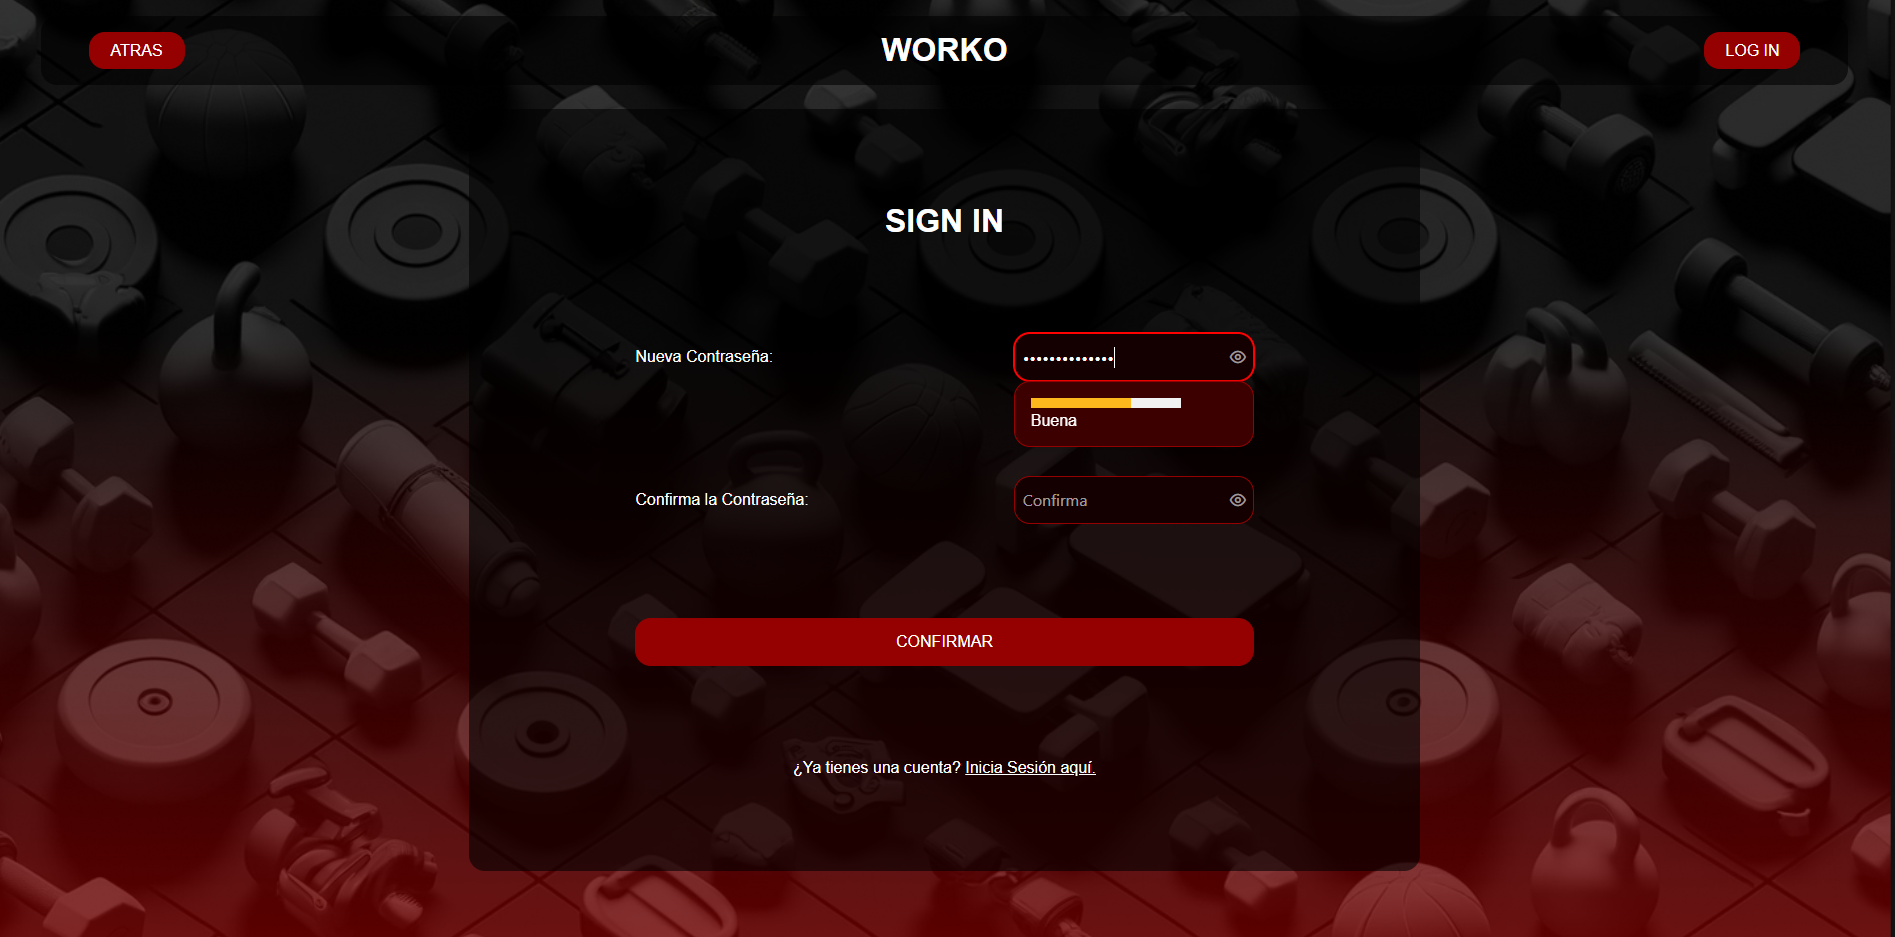 ATRAS
WORKO
LOG IN
SIGN IN
Nueva Contraseña:
••••••••••••••
Buena
Confirma la Contraseña:
Confirma
CONFIRMAR
¿Ya tienes una cuenta? Inicia Sesión aquí.